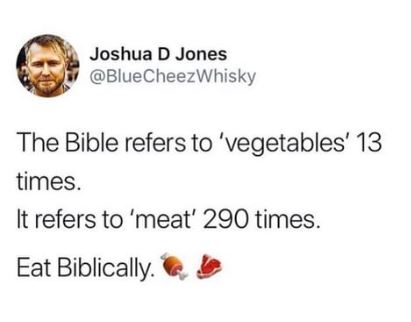 Joshua D Jones
@BlueCheezWhisky
The Bible refers to 'vegetables' 13
times.
It refers to 'meat' 290 times.
Eat Biblically. 🍖 🥩